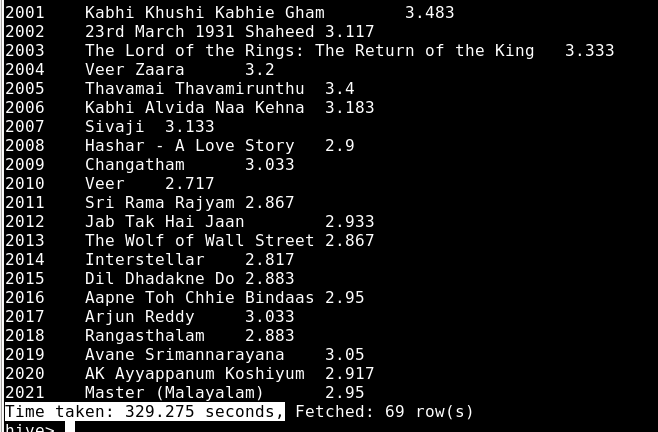 2001 Kabhi Khushi Kabhie Gham 3.483
2002 23rd March 1931 Shaheed 3.117
2003 The Lord of the Rings: The Return of the King 3.333
2004 Veer Zaara 3.2
2005 Thavamai Thavamirunthu 3.4
2006 Kabhi Alvida Naa Kehna 3.183
2007 Sivaji 3.133
2008 Hashar - A Love Story 2.9
2009 Changatham 3.033
2010 Veer 2.717
2011 Sri Rama Rajyam 2.867
2012 Jab Tak Hai Jaan 2.933
2013 The Wolf of Wall Street 2.867
2014 Interstellar 2.817
2015 Dil Dhadakne Do 2.883
2016 Aapne Toh Chhie Bindaas 2.95
2017 Arjun Reddy 3.033
2018 Rangasthalam 2.883
2019 Avane Srimannarayana 3.05
2020 AK Ayyappanum Koshiyum 2.917
2021 Master (Malayalam) 2.95
Time taken: 329.275 seconds, Fetched: 69 row(s)
hive>